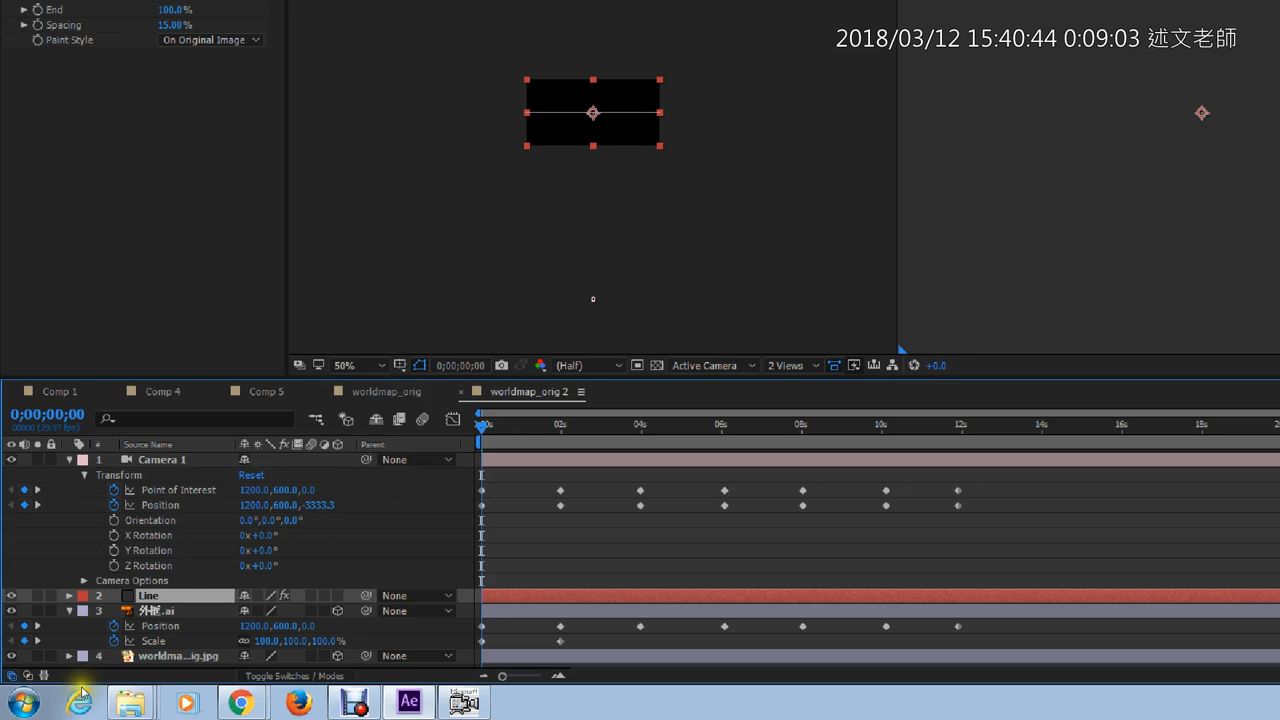 End 100.0%
Spacing 15.00%
Paint Style On Original Image
2018/03/12 15:40:44 0:09:03 述文老師
50% 0;00;00;00 (Half) Active Camera 2 Views +0.0
Comp 1 Comp 4 Comp 5 worldmap_orig × worldmap_orig 2
0;00;00;00
00000 (29.97 fps)
02s 04s 06s 08s 10s 12s 14s 16s 18s
# Source Name Parent
1 Camera 1 None
Transform Reset
Point of Interest 1200.0,600.0,0.0
Position 1200.0,600.0,-3333.3
Orientation 0.0°,0.0°,0.0°
X Rotation 0x+0.0°
Y Rotation 0x+0.0°
Z Rotation 0x+0.0°
Camera Options
2 Line None
3 外框.ai None
Position 1200.0,600.0,0.0
Scale 100.0,100.0,100.0%
4 worldma...ig.jpg None
Toggle Switches / Modes
Ae